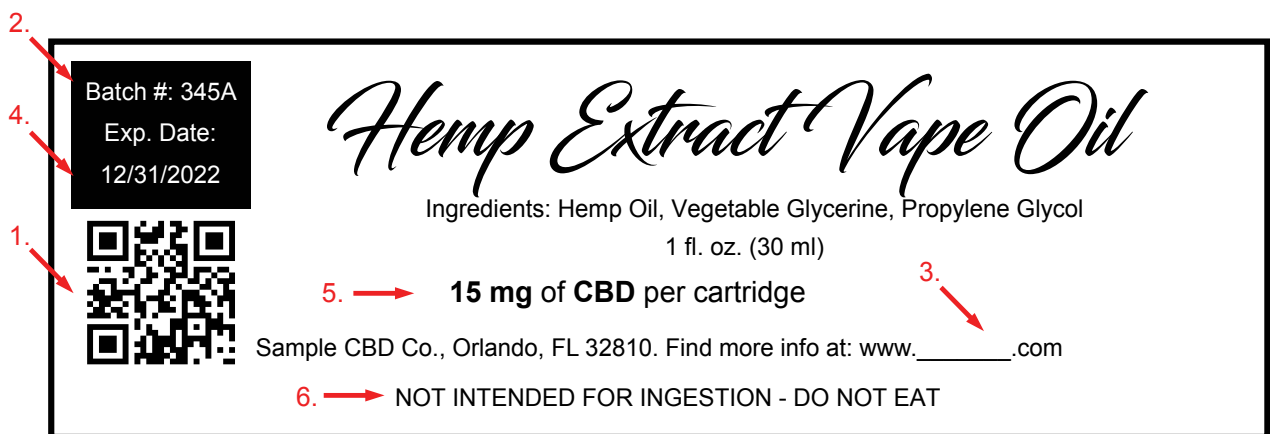 2.
Batch #: 345A
4.
Exp. Date:
12/31/2022
Hemp Extract Vape Oil
Ingredients: Hemp Oil, Vegetable Glycerine, Propylene Glycol
1 fl. oz. (30 ml)
1.
3.
5.
15 mg of CBD per cartridge
Sample CBD Co., Orlando, FL 32810. Find more info at: www._______.com
6.
NOT INTENDED FOR INGESTION - DO NOT EAT